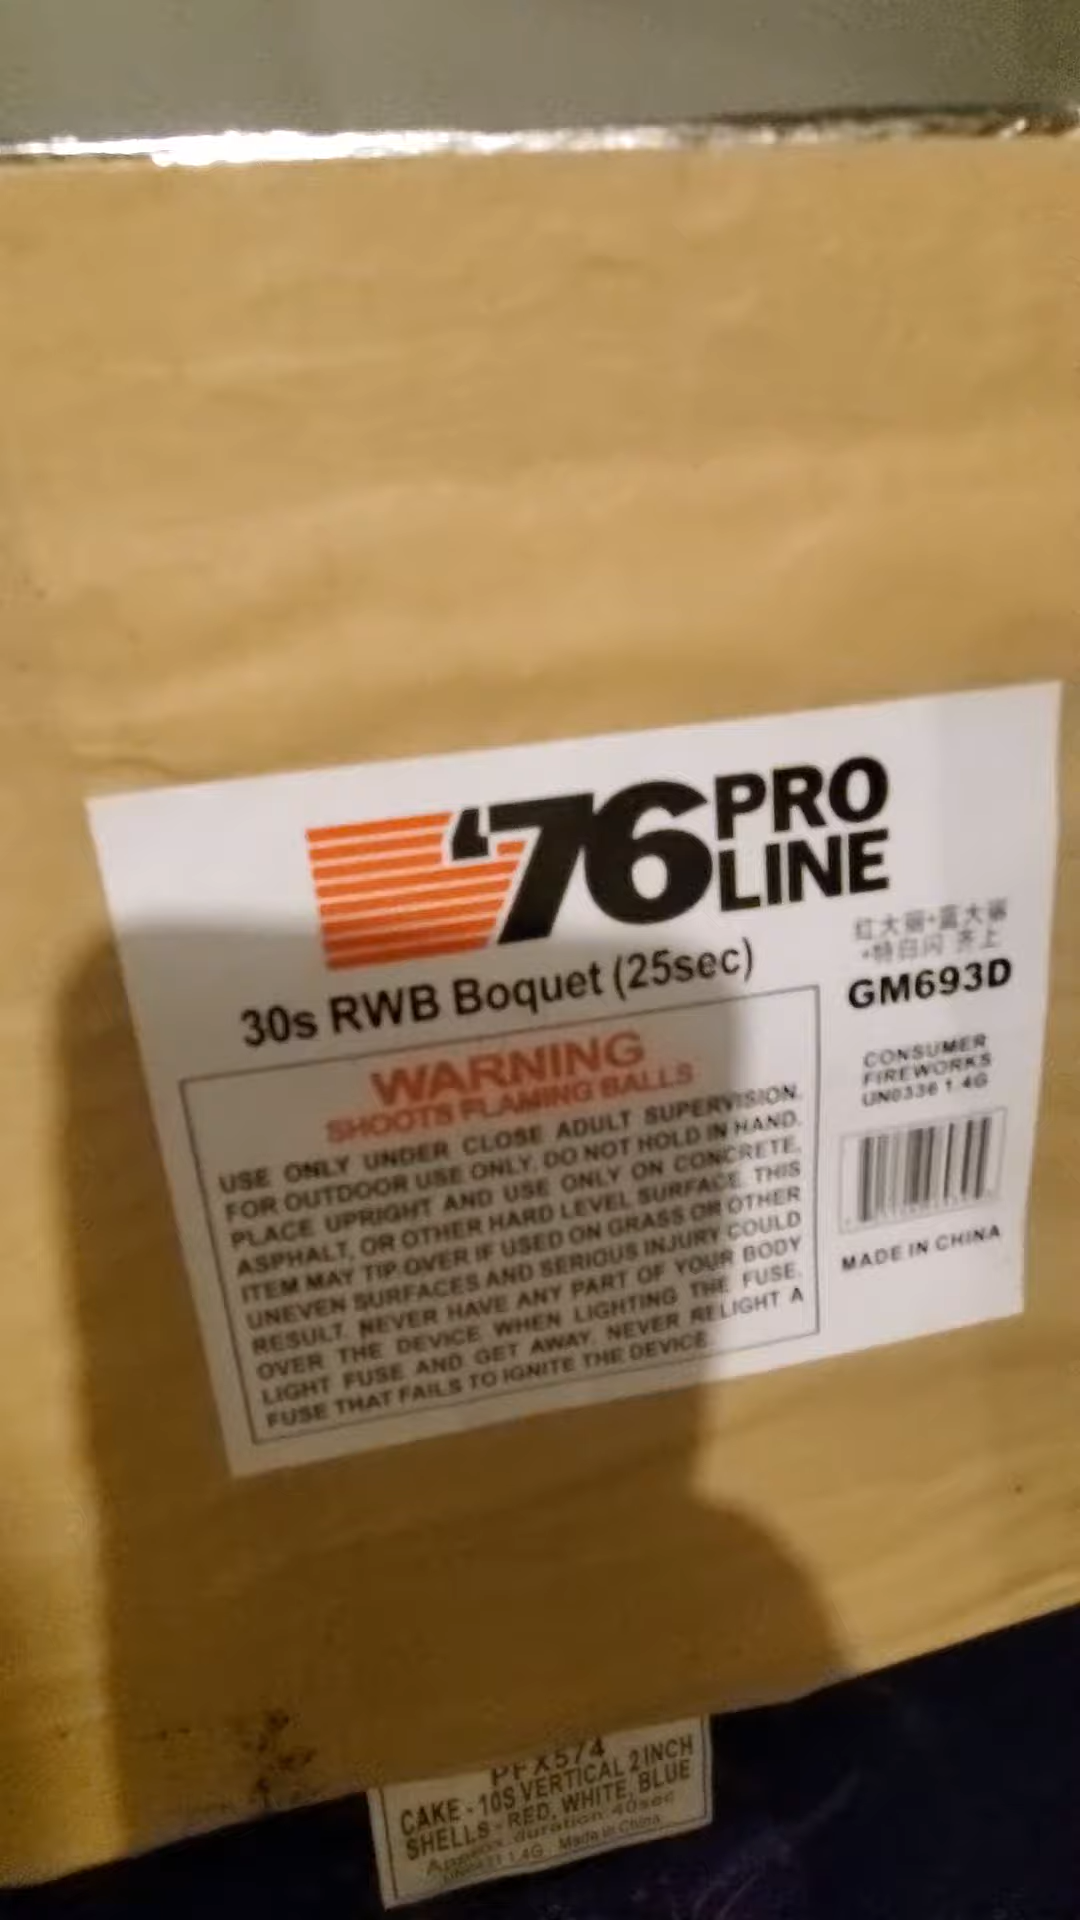 '76 PRO
LINE
30s RWB Boquet (25sec)
红大丽+蓝大丽
+特白闪 齐上
GM693D
WARNING
SHOOTS FLAMING BALLS
USE ONLY UNDER CLOSE ADULT SUPERVISION.
FOR OUTDOOR USE ONLY. DO NOT HOLD IN HAND.
PLACE UPRIGHT AND USE ONLY ON CONCRETE,
ASPHALT, OR OTHER HARD LEVEL SURFACE. THIS
ITEM MAY TIP OVER IF USED ON GRASS OR OTHER
UNEVEN SURFACES AND SERIOUS INJURY COULD
RESULT. NEVER HAVE ANY PART OF YOUR BODY
OVER THE DEVICE WHEN LIGHTING THE FUSE.
LIGHT FUSE AND GET AWAY. NEVER RELIGHT A
FUSE THAT FAILS TO IGNITE THE DEVICE.
CONSUMER
FIREWORKS
UN0336 1.4G
MADE IN CHINA
PFX574
CAKE - 10S VERTICAL 2 INCH
SHELLS - RED, WHITE, BLUE
Approx. duration 40sec
1.4G Made in China